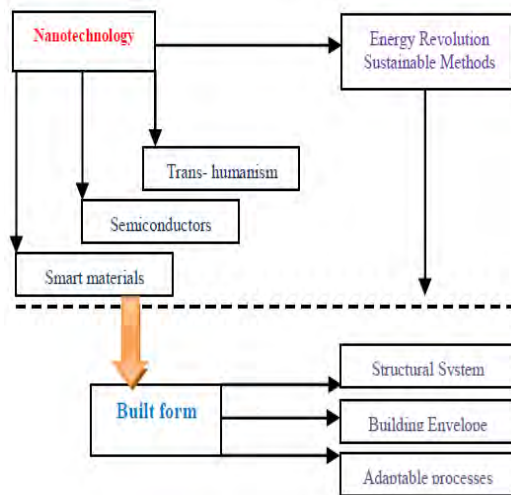 Nanotechnology
Energy Revolution
Sustainable Methods
Trans- humanism
Semiconductors
Smart materials
Structural System
Built form
Building Envelope
Adaptable processes